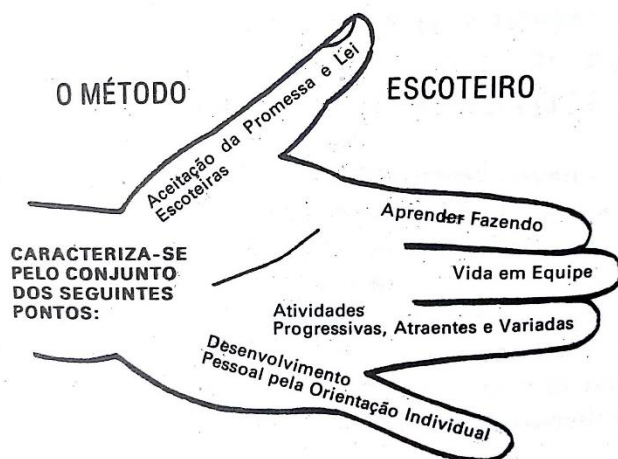 O MÉTODO ESCOTEIRO
Aceitação da Promessa e Lei
Escoteiras
CARACTERIZA-SE
PELO CONJUNTO
DOS SEGUINTES
PONTOS:
Aprender Fazendo
Vida em Equipe
Atividades
Progressivas, Atraentes e Variadas
Desenvolvimento
Pessoal pela Orientação Individual